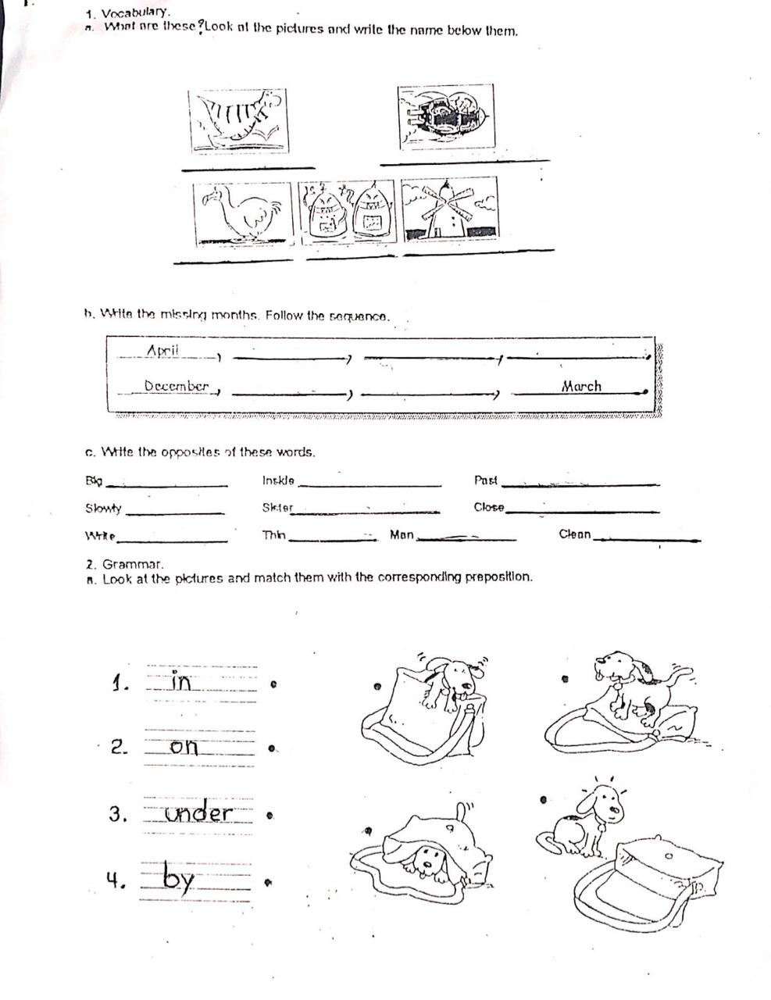 1. Vocabulary.
a. What are these? Look at the pictures and write the name below them.
b. Write the missing months. Follow the sequence.
April , , , .
December , , , March .
c. Write the opposites of these words.
Big Inside Past
Slowly Sister Close
Write Thin Man Clean
2. Grammar.
a. Look at the pictures and match them with the corresponding preposition.
1. in
2. on
3. under
4. by